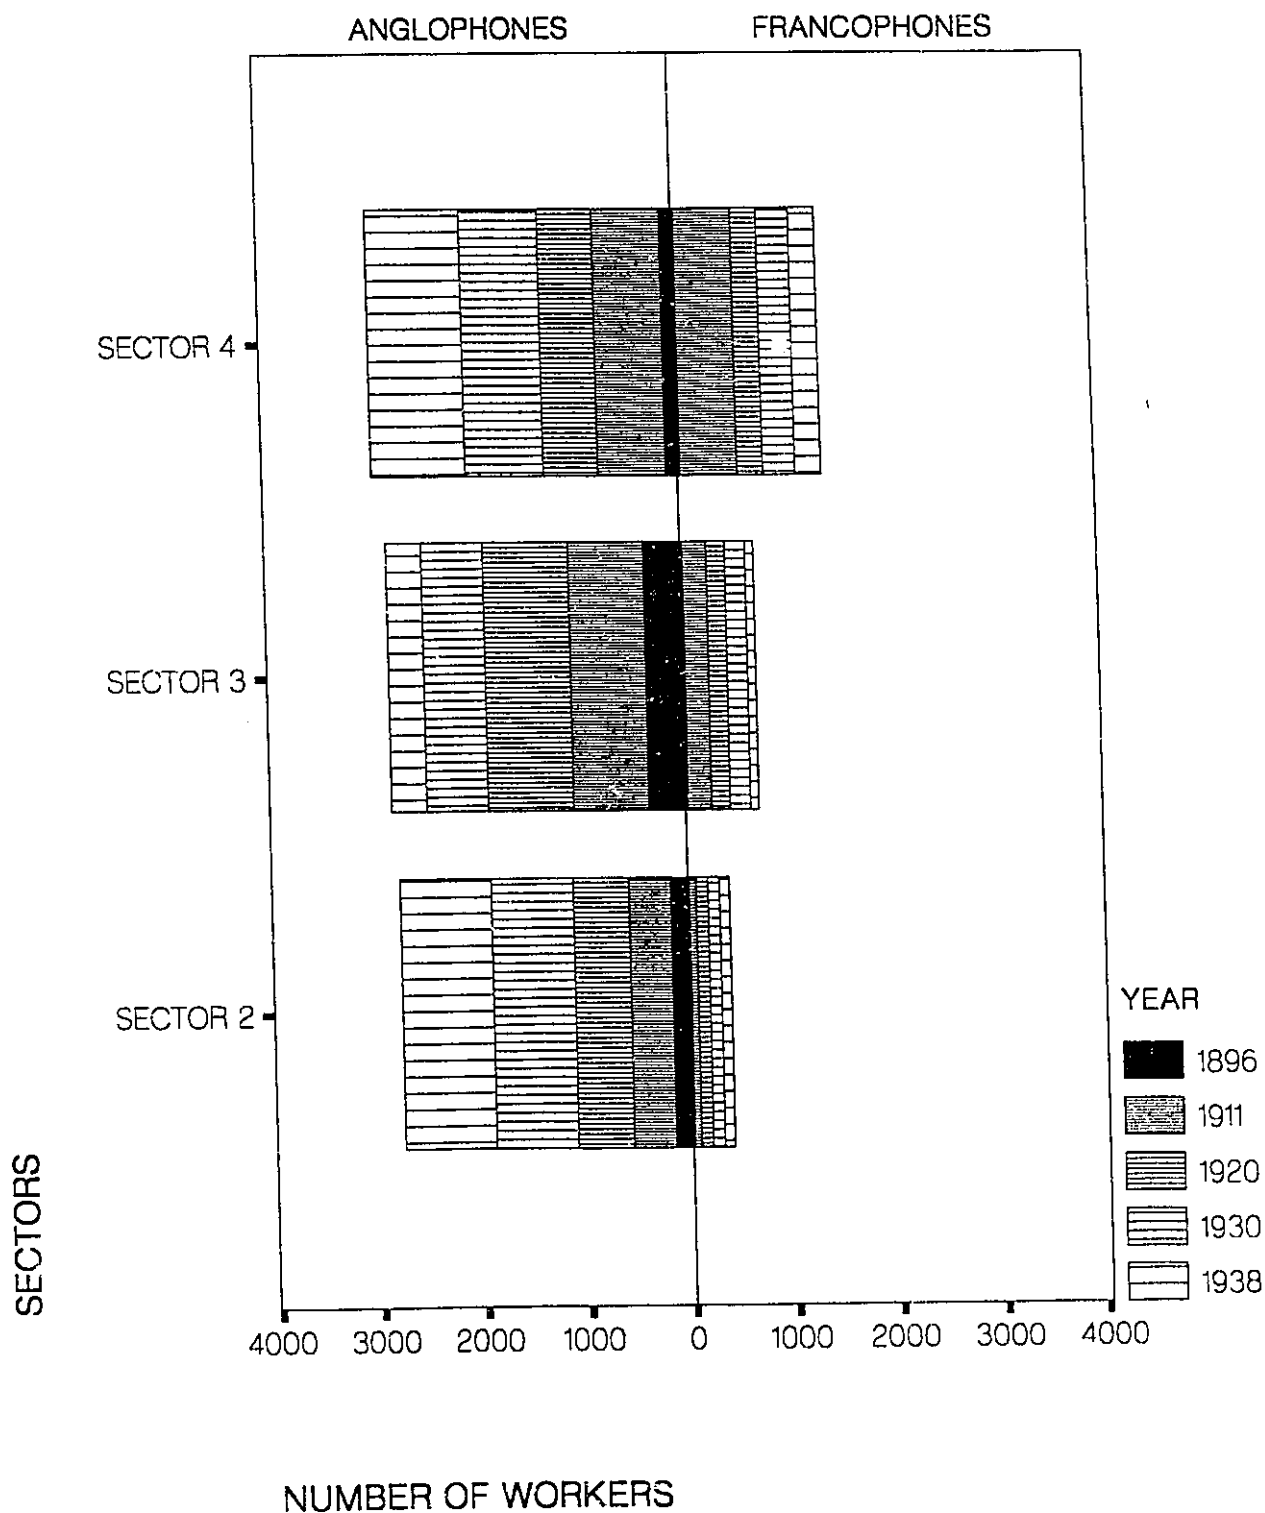 ANGLOPHONES FRANCOPHONES
SECTOR 4
SECTOR 3
SECTOR 2
SECTORS
YEAR
1896
1911
1920
1930
1938
4000 3000 2000 1000 0 1000 2000 3000 4000
NUMBER OF WORKERS